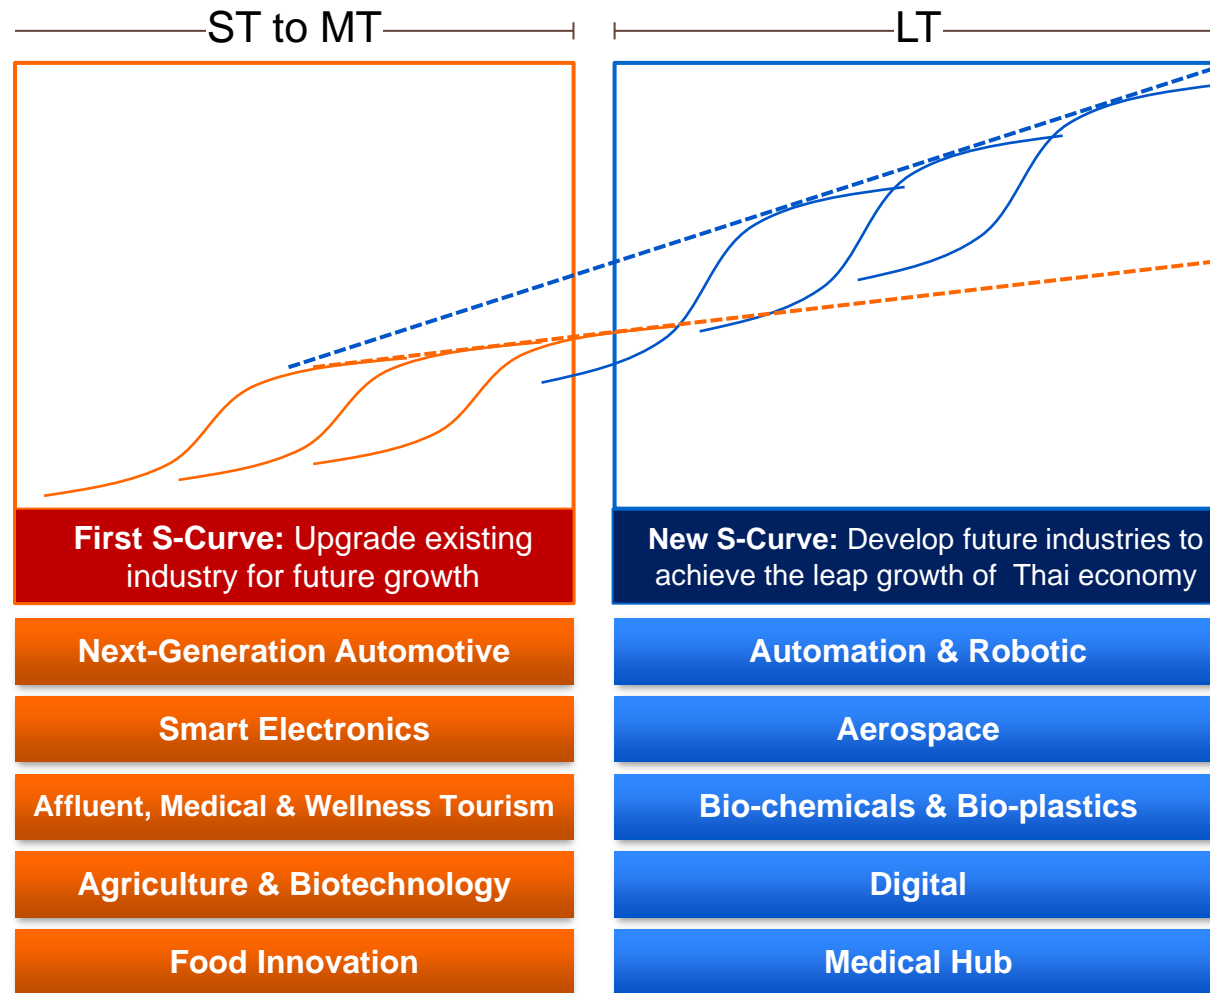 ST to MT
LT
First S-Curve: Upgrade existing
industry for future growth
New S-Curve: Develop future industries to
achieve the leap growth of  Thai economy
Next-Generation Automotive
Automation & Robotic
Smart Electronics
Aerospace
Affluent, Medical & Wellness Tourism
Bio-chemicals & Bio-plastics
Agriculture & Biotechnology
Digital
Food Innovation
Medical Hub